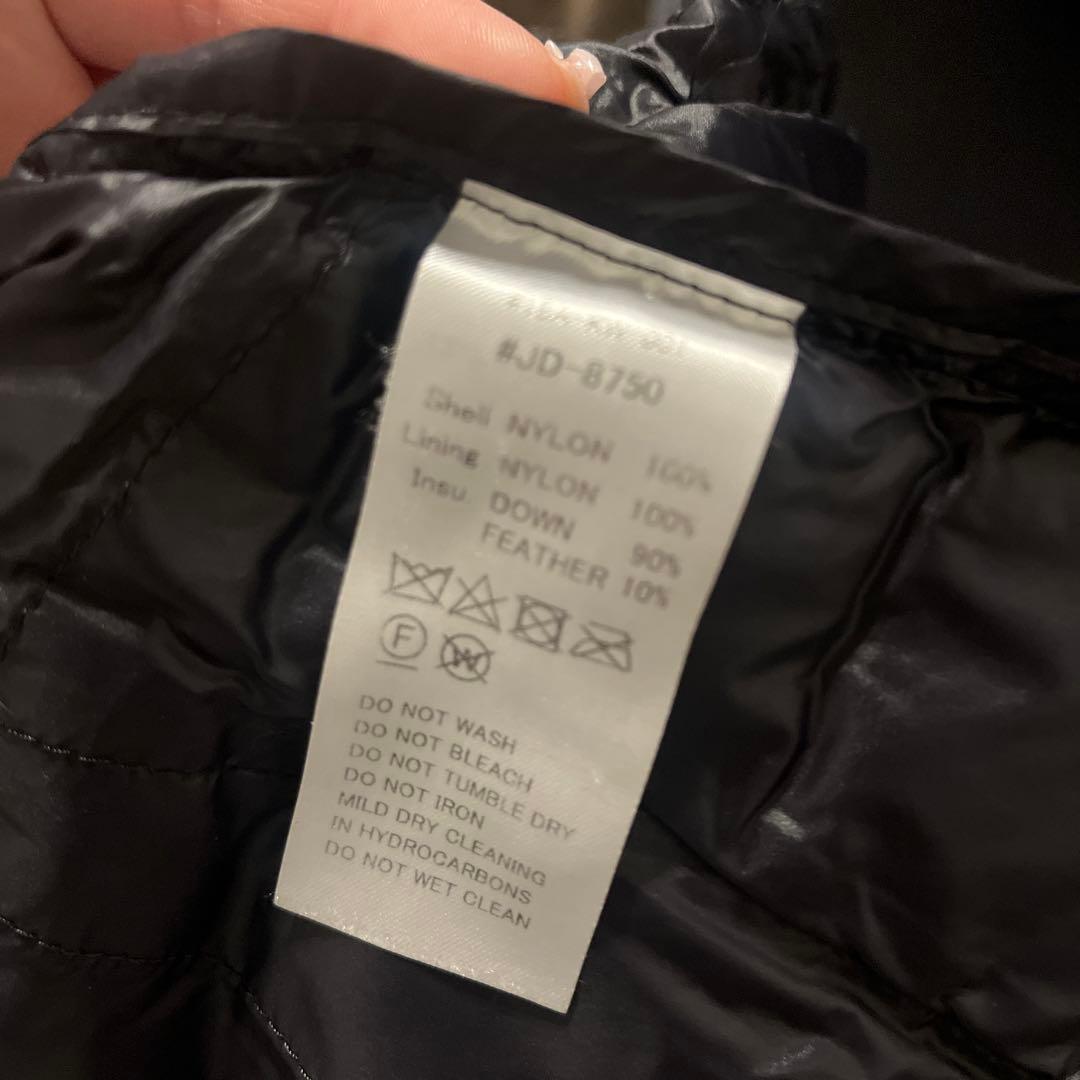 #JD-8750
Shell NYLON 100%
Lining NYLON 100%
Insu DOWN 90%
FEATHER 10%
F W
DO NOT WASH
DO NOT BLEACH
DO NOT TUMBLE DRY
DO NOT IRON
MILD DRY CLEANING
IN HYDROCARBONS
DO NOT WET CLEAN